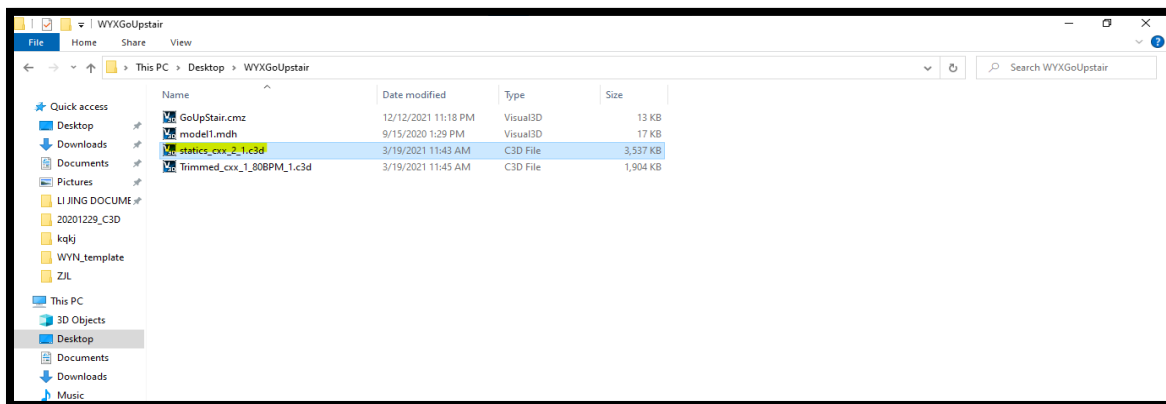 WYXGoUpstair
File Home Share View
This PC > Desktop > WYXGoUpstair Search WYXGoUpstair
Name Date modified Type Size
Quick access
Desktop
Downloads
Documents
Pictures
LI JING DOCUME
20201229_C3D
kqkj
WYN_template
ZJL
This PC
3D Objects
Desktop
Documents
Downloads
Music
GoUpStair.cmz 12/12/2021 11:18 PM Visual3D 13 KB
model1.mdh 9/15/2020 1:29 PM Visual3D 17 KB
statics_cxx_2_1.c3d 3/19/2021 11:43 AM C3D File 3,537 KB
Trimmed_cxx_1_80BPM_1.c3d 3/19/2021 11:45 AM C3D File 1,904 KB